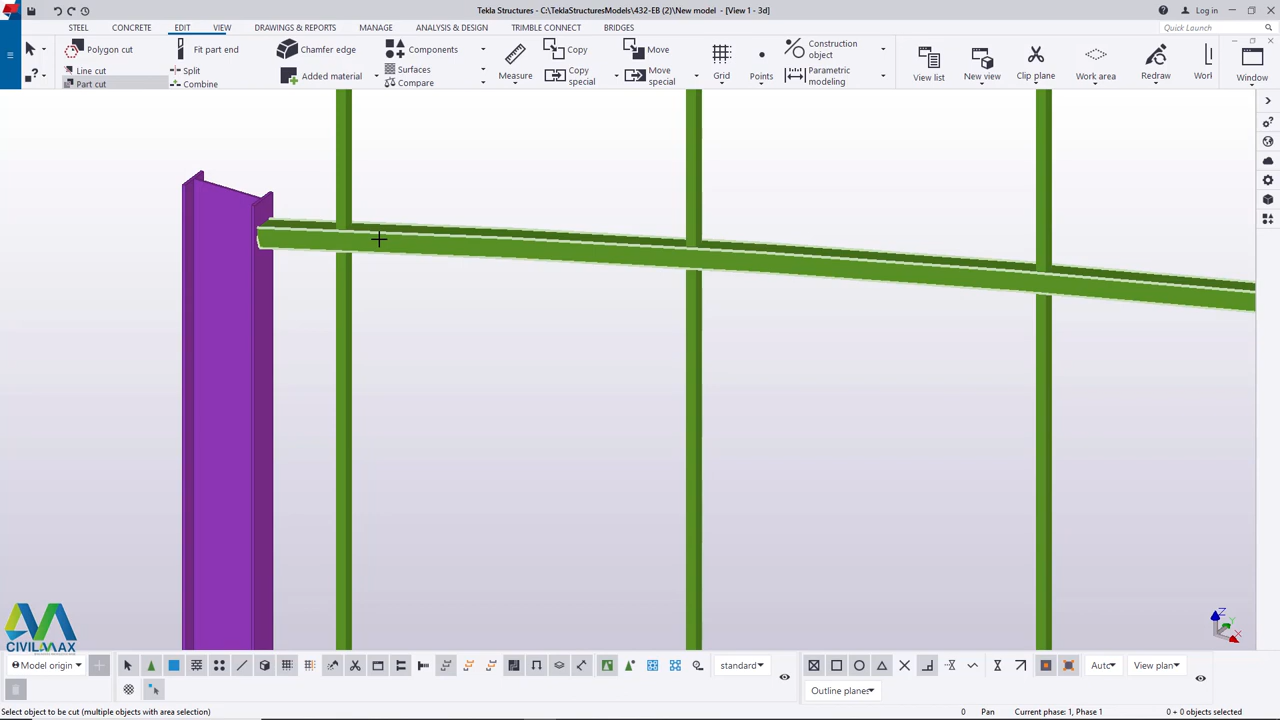 Tekla Structures - C:\TeklaStructuresModels\432-EB (2)\New model - [View 1 - 3d]
Log in
STEEL CONCRETE EDIT VIEW DRAWINGS & REPORTS MANAGE ANALYSIS & DESIGN TRIMBLE CONNECT BRIDGES
Quick Launch
Polygon cut
Line cut
Part cut
Fit part end
Split
Combine
Chamfer edge
Added material
Components
Surfaces
Compare
Measure
Copy
Copy special
Move
Move special
Grid
Points
Construction object
Parametric modeling
View list
New view
Clip plane
Work area
Redraw
Worl
Window
Z
X
CIVILMAX
Model origin
standard
Auto
View plan
Outline planes
Select object to be cut (multiple objects with area selection)
0
Pan
Current phase: 1, Phase 1
0 + 0 objects selected